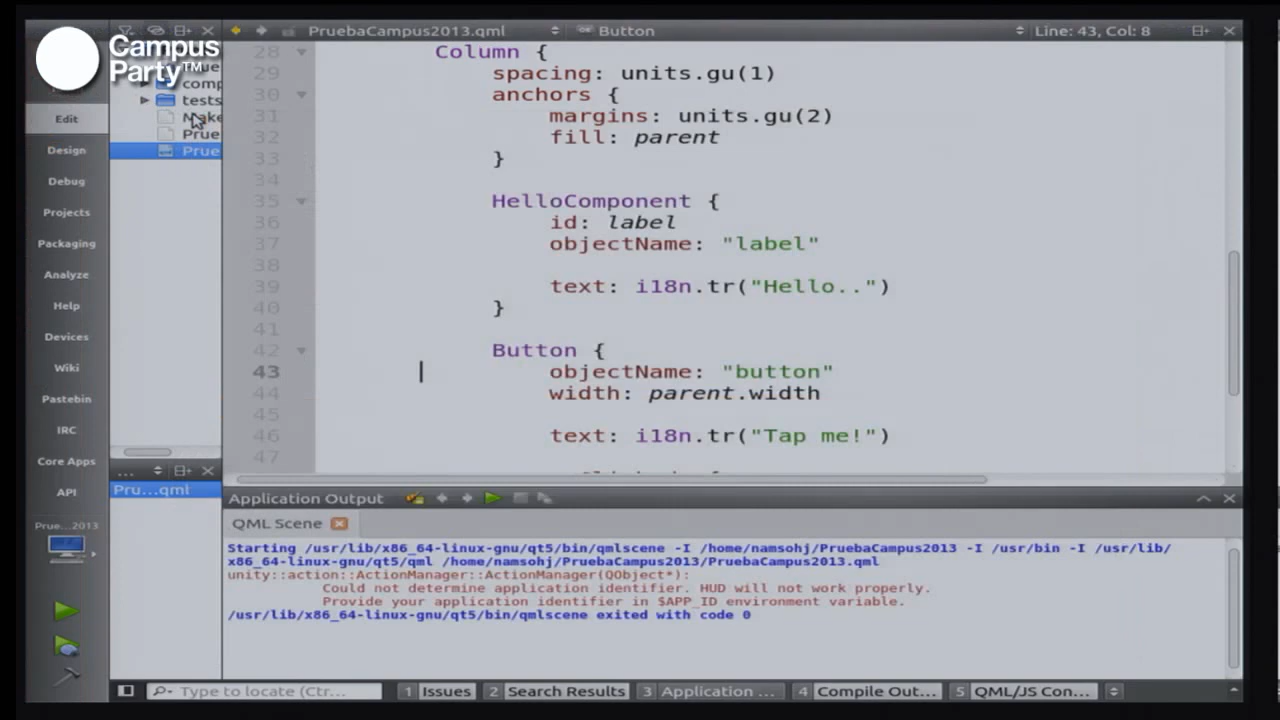 Campus
Party™
PruebaCampus2013.qml
Button
Line: 43, Col: 8
comp
tests
Make
Prue
Prue
Edit
Design
Debug
Projects
Packaging
Analyze
Help
Devices
Wiki
Pastebin
IRC
Core Apps
API
Prue...2013
...
Pru...qml
28 Column {
29 spacing: units.gu(1)
30 anchors {
31 margins: units.gu(2)
32 fill: parent
33 }
34
35 HelloComponent {
36 id: label
37 objectName: "label"
38
39 text: i18n.tr("Hello..")
40 }
41
42 Button {
43 objectName: "button"
44 width: parent.width
45
46 text: i18n.tr("Tap me!")
47
Application Output
QML Scene
Starting /usr/lib/x86_64-linux-gnu/qt5/bin/qmlscene -I /home/namsohj/PruebaCampus2013 -I /usr/bin -I /usr/lib/
x86_64-linux-gnu/qt5/qml /home/namsohj/PruebaCampus2013/PruebaCampus2013.qml
unity::action::ActionManager::ActionManager(QObject*):
Could not determine application identifier. HUD will not work properly.
Provide your application identifier in $APP_ID environment variable.
/usr/lib/x86_64-linux-gnu/qt5/bin/qmlscene exited with code 0
Type to locate (Ctr...
1 Issues
2 Search Results
3 Application ...
4 Compile Out...
5 QML/JS Con...